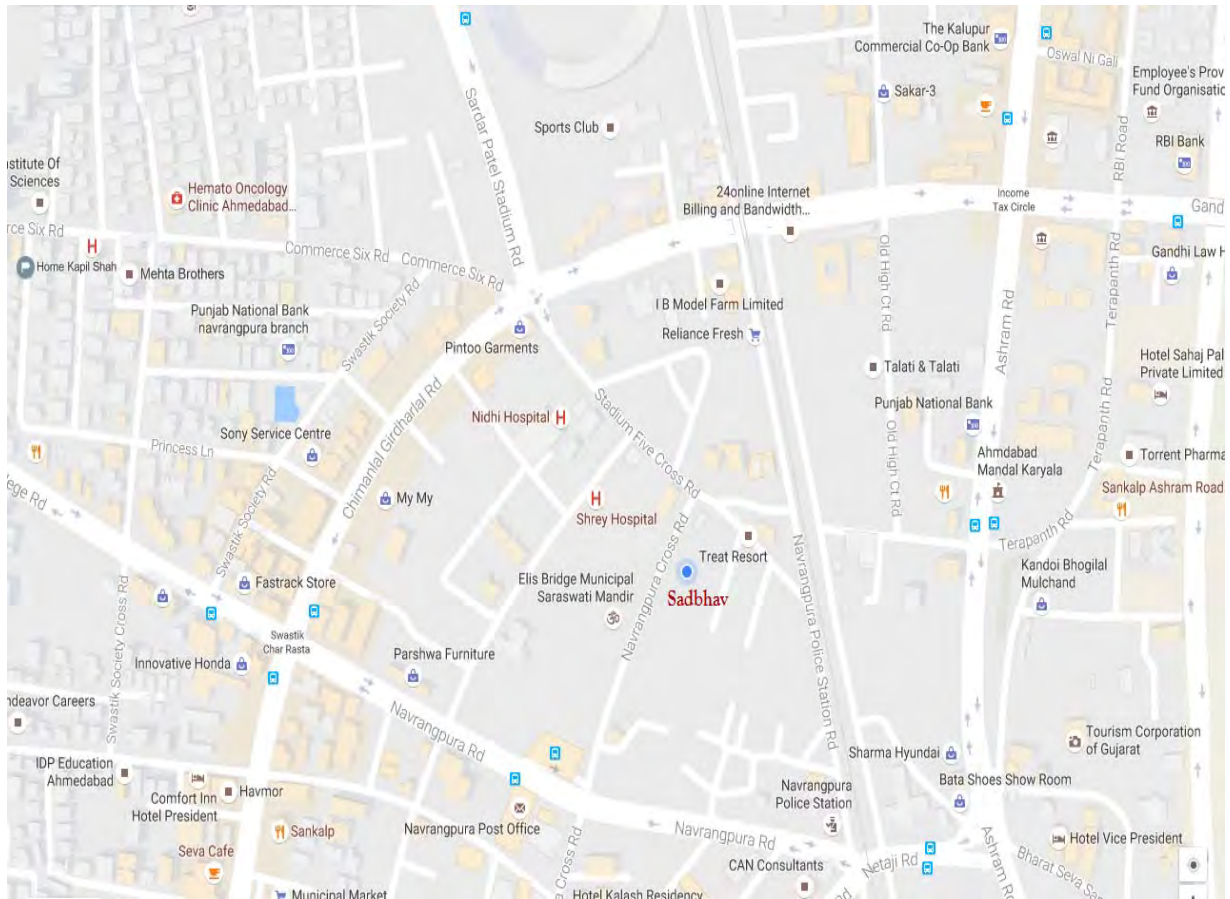 The Kalupur
Commercial Co-Op Bank
Oswal Ni Gali
Employee's Prov
Fund Organisatio
Sakar-3
RBI Bank
RBI Road
Sports Club
Sardar Patel Stadium Rd
stitute Of
Sciences
Hemato Oncology
Clinic Ahmedabad...
24online Internet
Billing and Bandwidth...
Income
Tax Circle
Gand
rce Six Rd
Commerce Six Rd
Commerce Six Rd
Home Kapil Shah
Mehta Brothers
Gandhi Law H
Old High Ct Rd
Terapanth Rd
Punjab National Bank
navrangpura branch
Swastik Society Rd
I B Model Farm Limited
Reliance Fresh
Pintoo Garments
Ashram Rd
Talati & Talati
Hotel Sahaj Pal
Private Limited
Chimanlal Girdharlal Rd
Nidhi Hospital
Stadium Five Cross Rd
Punjab National Bank
Sony Service Centre
Princess Ln
Ahmdabad
Mandal Karyala
Old High Ct Rd
Terapanth Rd
Torrent Pharma
Sankalp Ashram Road
ege Rd
My My
Shrey Hospital
Swastik Society Rd
Terapanth Rd
Treat Resort
Navrangpura Cross Rd
Navrangpura Police Station Rd
Kandoi Bhogilal
Mulchand
Fastrack Store
Elis Bridge Municipal
Saraswati Mandir
Sadbhav
Swastik Society Cross Rd
Swastik
Char Rasta
Innovative Honda
Parshwa Furniture
ndeavor Careers
Navrangpura Rd
Tourism Corporation
of Gujarat
Sharma Hyundai
IDP Education
Ahmedabad
Comfort Inn
Hotel President
Havmor
Bata Shoes Show Room
Navrangpura
Police Station
Sankalp
Navrangpura Post Office
Navrangpura Rd
Hotel Vice President
Seva Cafe
a Cross Rd
CAN Consultants
Netaji Rd
Ashram Ro
Bharat Seva Sa
Municipal Market
Hotel Kalash Residency